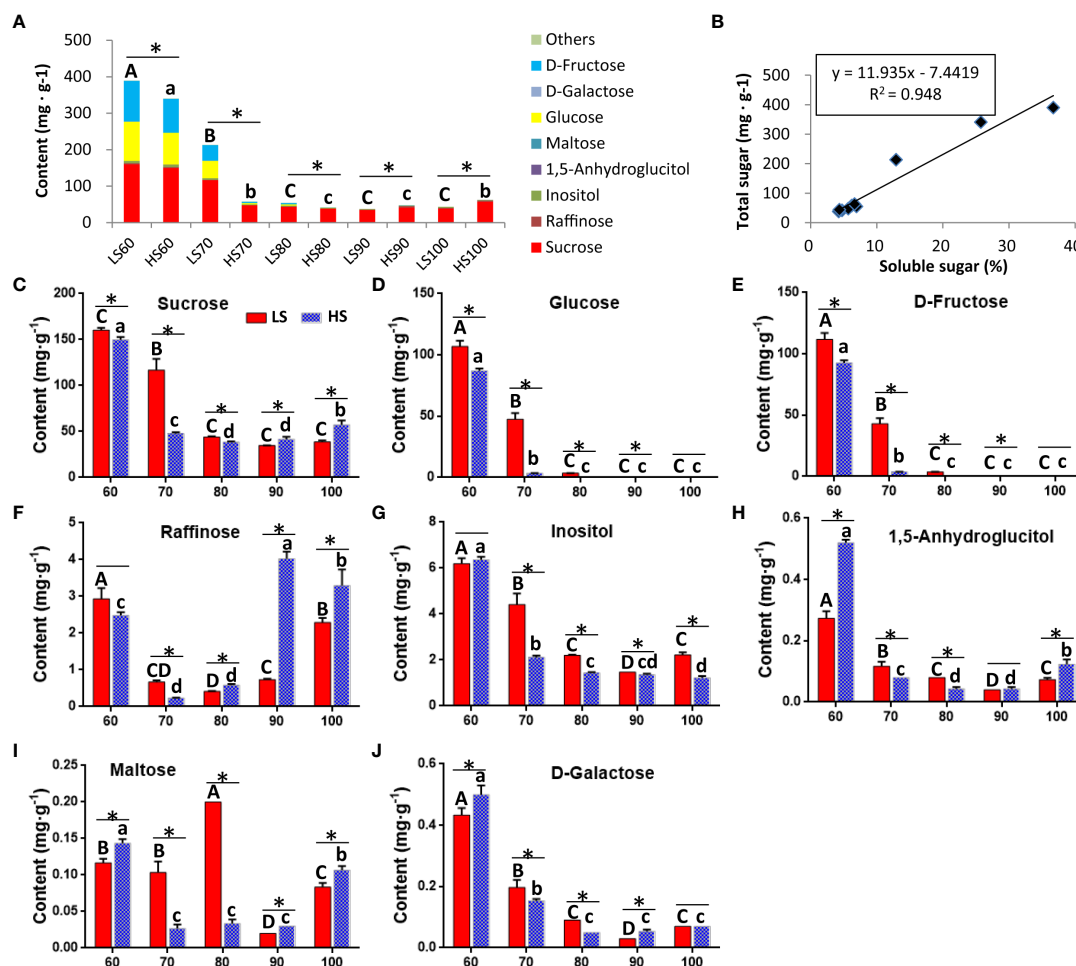 A
Content (mg · g-1)
500
400
300
200
100
0
A
*
a
B
*
b
C
*
c
C
*
c
C
*
b
LS60
HS60
LS70
HS70
LS80
HS80
LS90
HS90
LS100
HS100
Others
D-Fructose
D-Galactose
Glucose
Maltose
1,5-Anhydroglucitol
Inositol
Raffinose
Sucrose
B
y = 11.935x - 7.4419
R² = 0.948
Total sugar (mg · g-1)
500
400
300
200
100
0
0 10 20 30 40
Soluble sugar (%)
C
Sucrose
LS HS
Content (mg·g⁻¹)
200
150
100
50
0
* * * * *
C a B c C d C d C b
60 70 80 90 100
D
Glucose
Content (mg·g⁻¹)
150
100
50
0
* * * *
A a B b C c C c C c
60 70 80 90 100
E
D-Fructose
Content (mg·g⁻¹)
150
100
50
0
* * * *
A a B b C c C c C c
60 70 80 90 100
F
Raffinose
Content (mg·g⁻¹)
5
4
3
2
1
0
* * * *
A c CD d D d C a B b
60 70 80 90 100
G
Inositol
Content (mg·g⁻¹)
8
6
4
2
0
* * * *
A a B b C c D cd C d
60 70 80 90 100
H
1,5-Anhydroglucitol
Content (mg·g⁻¹)
0.6
0.4
0.2
0.0
* * * *
A a B c C d D d C b
60 70 80 90 100
I
Maltose
Content (mg·g⁻¹)
0.25
0.20
0.15
0.10
0.05
0.00
* * * * *
B a B c A c D c C b
60 70 80 90 100
J
D-Galactose
Content (mg·g⁻¹)
0.6
0.4
0.2
0.0
* * * *
A a B b C c D c C c
60 70 80 90 100